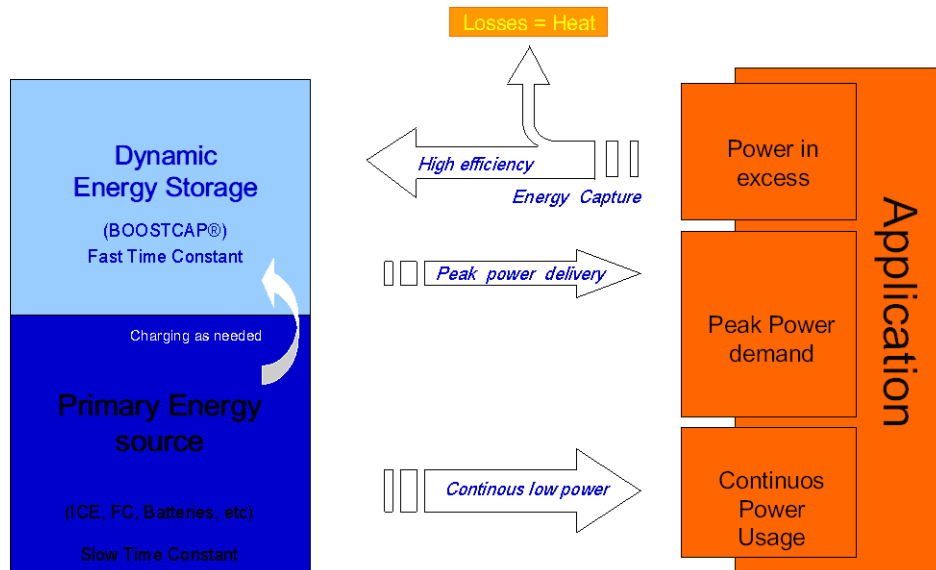 Losses = Heat
Dynamic
Energy Storage
(BOOSTCAP®)
Fast Time Constant
Charging as needed
Primary Energy
source
(ICE, FC, Batteries, etc)
Slow Time Constant
High efficiency
Energy Capture
Peak power delivery
Continous low power
Power in
excess
Peak Power
demand
Continuos
Power
Usage
Application